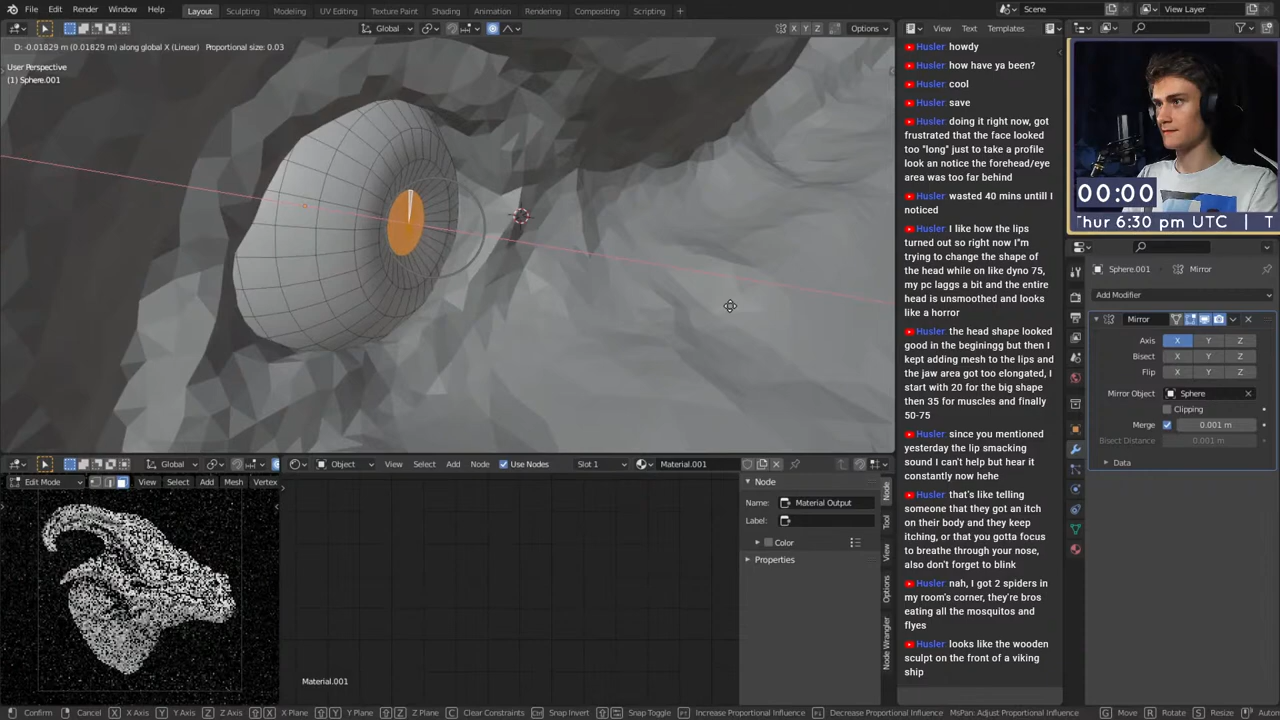 File Edit Render Window Help Layout Sculpting Modeling UV Editing Texture Paint Shading Animation Rendering Compositing Scripting + Scene View Layer
Global X Y Z Options View Text Templates
D: -0.01829 m (0.01829 m) along global X (Linear) Proportional size: 0.03
User Perspective
(1) Sphere.001
Husler howdy
Husler how have ya been?
Husler cool
Husler save
Husler doing it right now, got
frustrated that the face looked
too "long" just to take a profile
look an notice the forehead/eye
area was too far behind
Husler wasted 40 mins untill I
noticed
Husler I like how the lips
turned out so right now I"m
trying to change the shape of
the head while on like dyno 75,
my pc laggs a bit and the entire
head is unsmoothed and looks
like a horror
Husler the head shape looked
good in the beginingg but then I
kept adding mesh to the lips and
the jaw area got too elongated, I
start with 20 for the big shape
then 35 for muscles and finally
50-75
Husler since you mentioned
yesterday the lip smacking
sound I can't help but hear it
constantly now hehe
Husler that's like telling
someone that they got an itch
on their body and they keep
itching, or that you gotta focus
to breathe through your nose,
also don't forget to blink
Husler nah, I got 2 spiders in
my room's corner, they're bros
eating all the mosquitos and
flyes
Husler looks like the wooden
sculpt on the front of a viking
ship
00:00
Thur 6:30 pm UTC | T
Sphere.001 Mirror
Add Modifier
Mirror
Axis X Y Z
Bisect X Y Z
Flip X Y Z
Mirror Object Sphere
Clipping
Merge 0.001 m
Bisect Distance 0.001 m
Data
Global Object View Select Add Node Use Nodes Slot 1 Material.001
Edit Mode View Select Add Mesh Vertex
Node
Name: Material Output
Label:
Color
Properties
Node
Tool
View
Options
Node Wrangler
Material.001
Confirm Cancel X X Axis Y Y Axis Z Z Axis X X Plane Y Y Plane Z Z Plane C Clear Constraints Snap Invert Snap Toggle Increase Proportional Influence Decrease Proportional Influence MsPan: Adjust Proportional Influence G Move R Rotate S Resize Auto